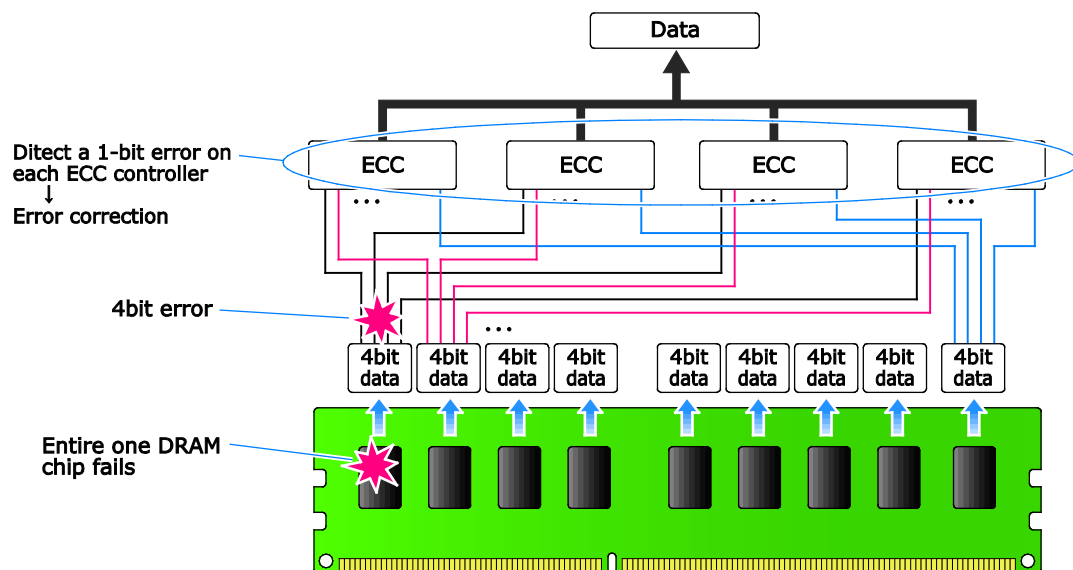 Data
ECC
ECC
ECC
ECC
Ditect a 1-bit error on
each ECC controller
↓
Error correction
...
...
...
...
4bit error
...
4bit
data
4bit
data
4bit
data
4bit
data
4bit
data
4bit
data
4bit
data
4bit
data
4bit
data
Entire one DRAM
chip fails